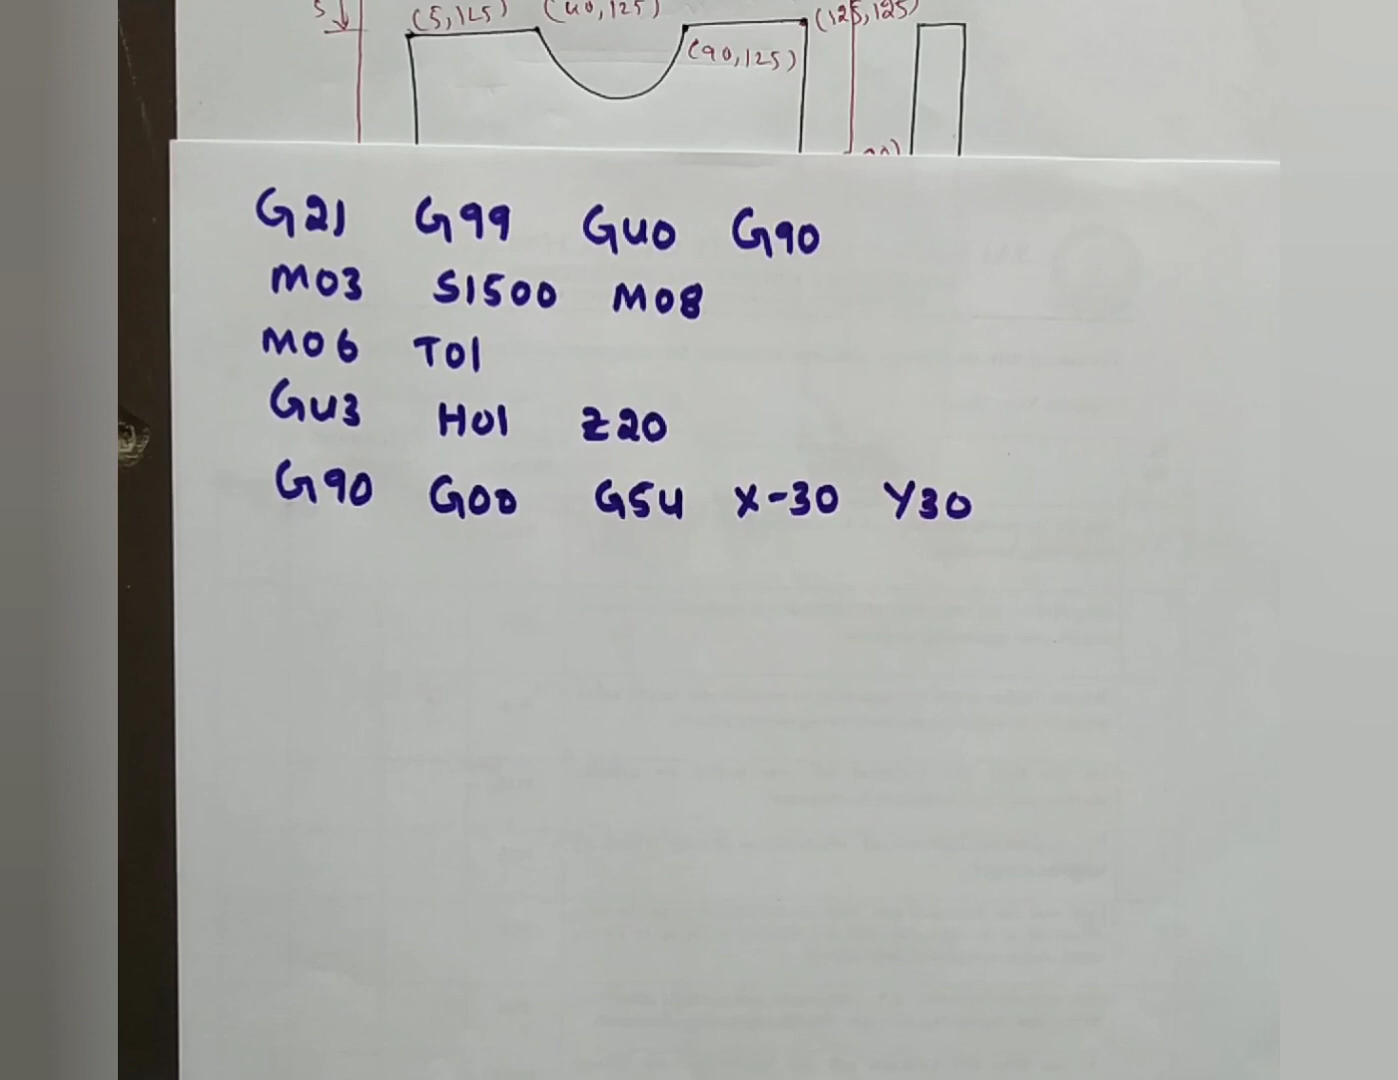 5 (5,125) (40,125) (125,125)
(90,125)
G21 G99 G40 G90
M03 S1500 M08
M06 T01
G43 H01 Z20
G90 G00 G54 X-30 Y30